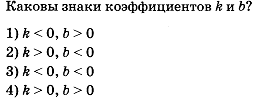 Каковы знаки коэффициентов k и b?
1) k < 0, b > 0
2) k > 0, b < 0
3) k < 0, b < 0
4) k > 0, b > 0